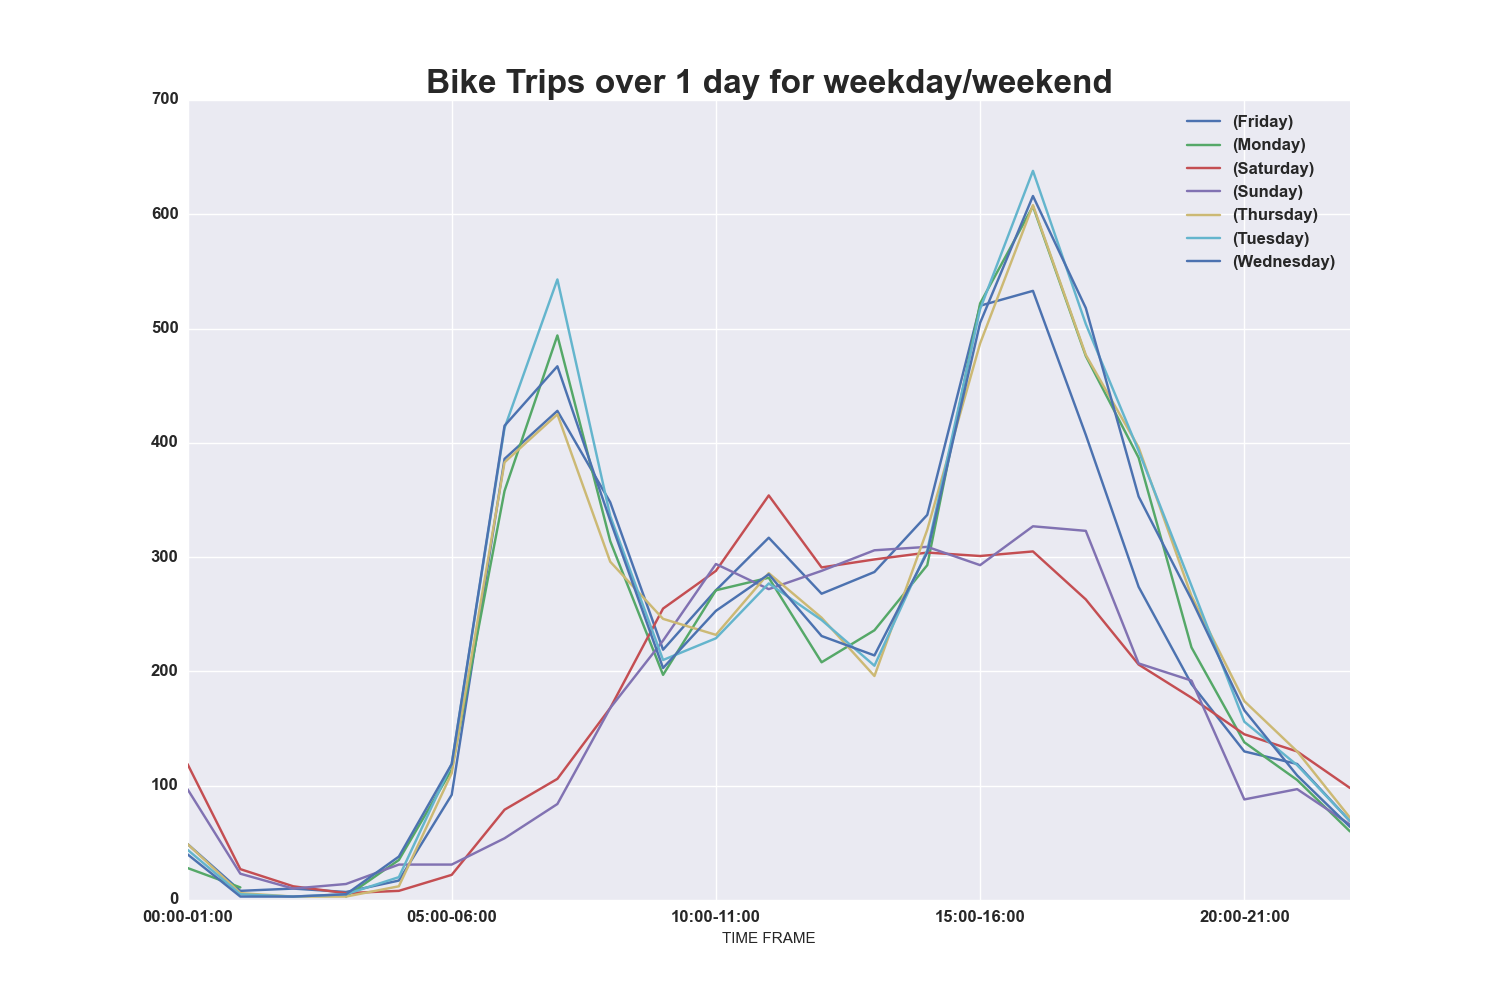 Bike Trips over 1 day for weekday/weekend
700
600
500
400
300
200
100
0
(Friday)
(Monday)
(Saturday)
(Sunday)
(Thursday)
(Tuesday)
(Wednesday)
00:00-01:00 05:00-06:00 10:00-11:00 15:00-16:00 20:00-21:00
TIME FRAME